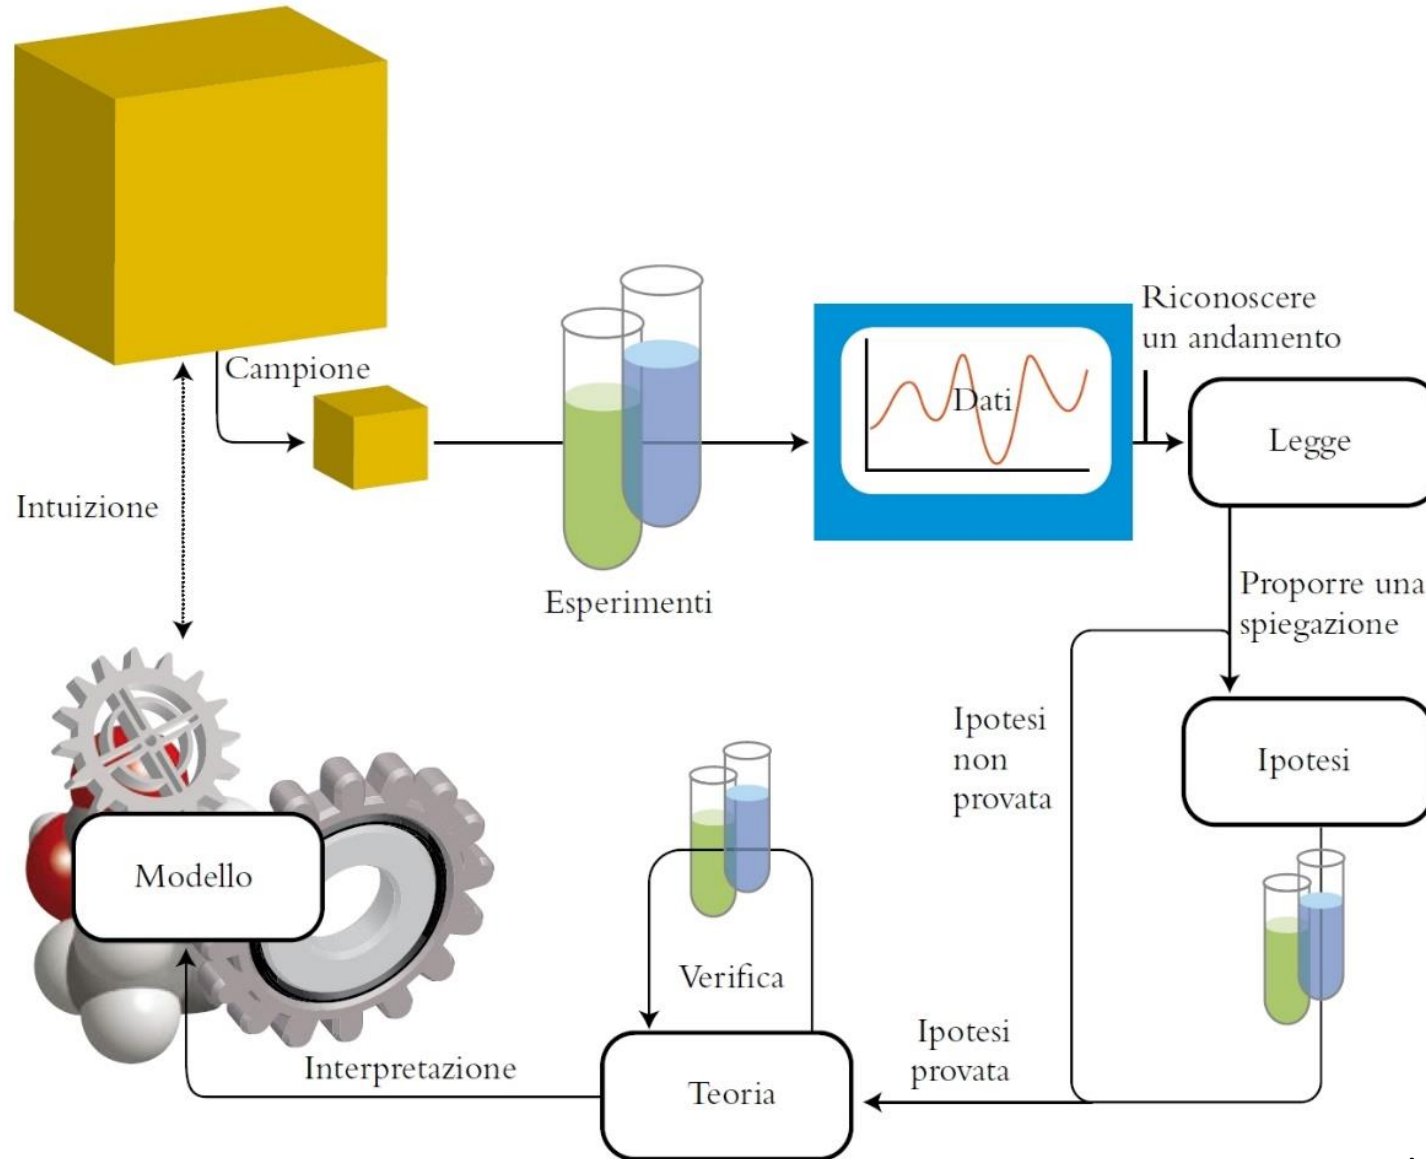 Campione
Intuizione
Esperimenti
Dati
Riconoscere
un andamento
Legge
Proporre una
spiegazione
Ipotesi
Ipotesi
non
provata
Ipotesi
provata
Verifica
Teoria
Interpretazione
Modello